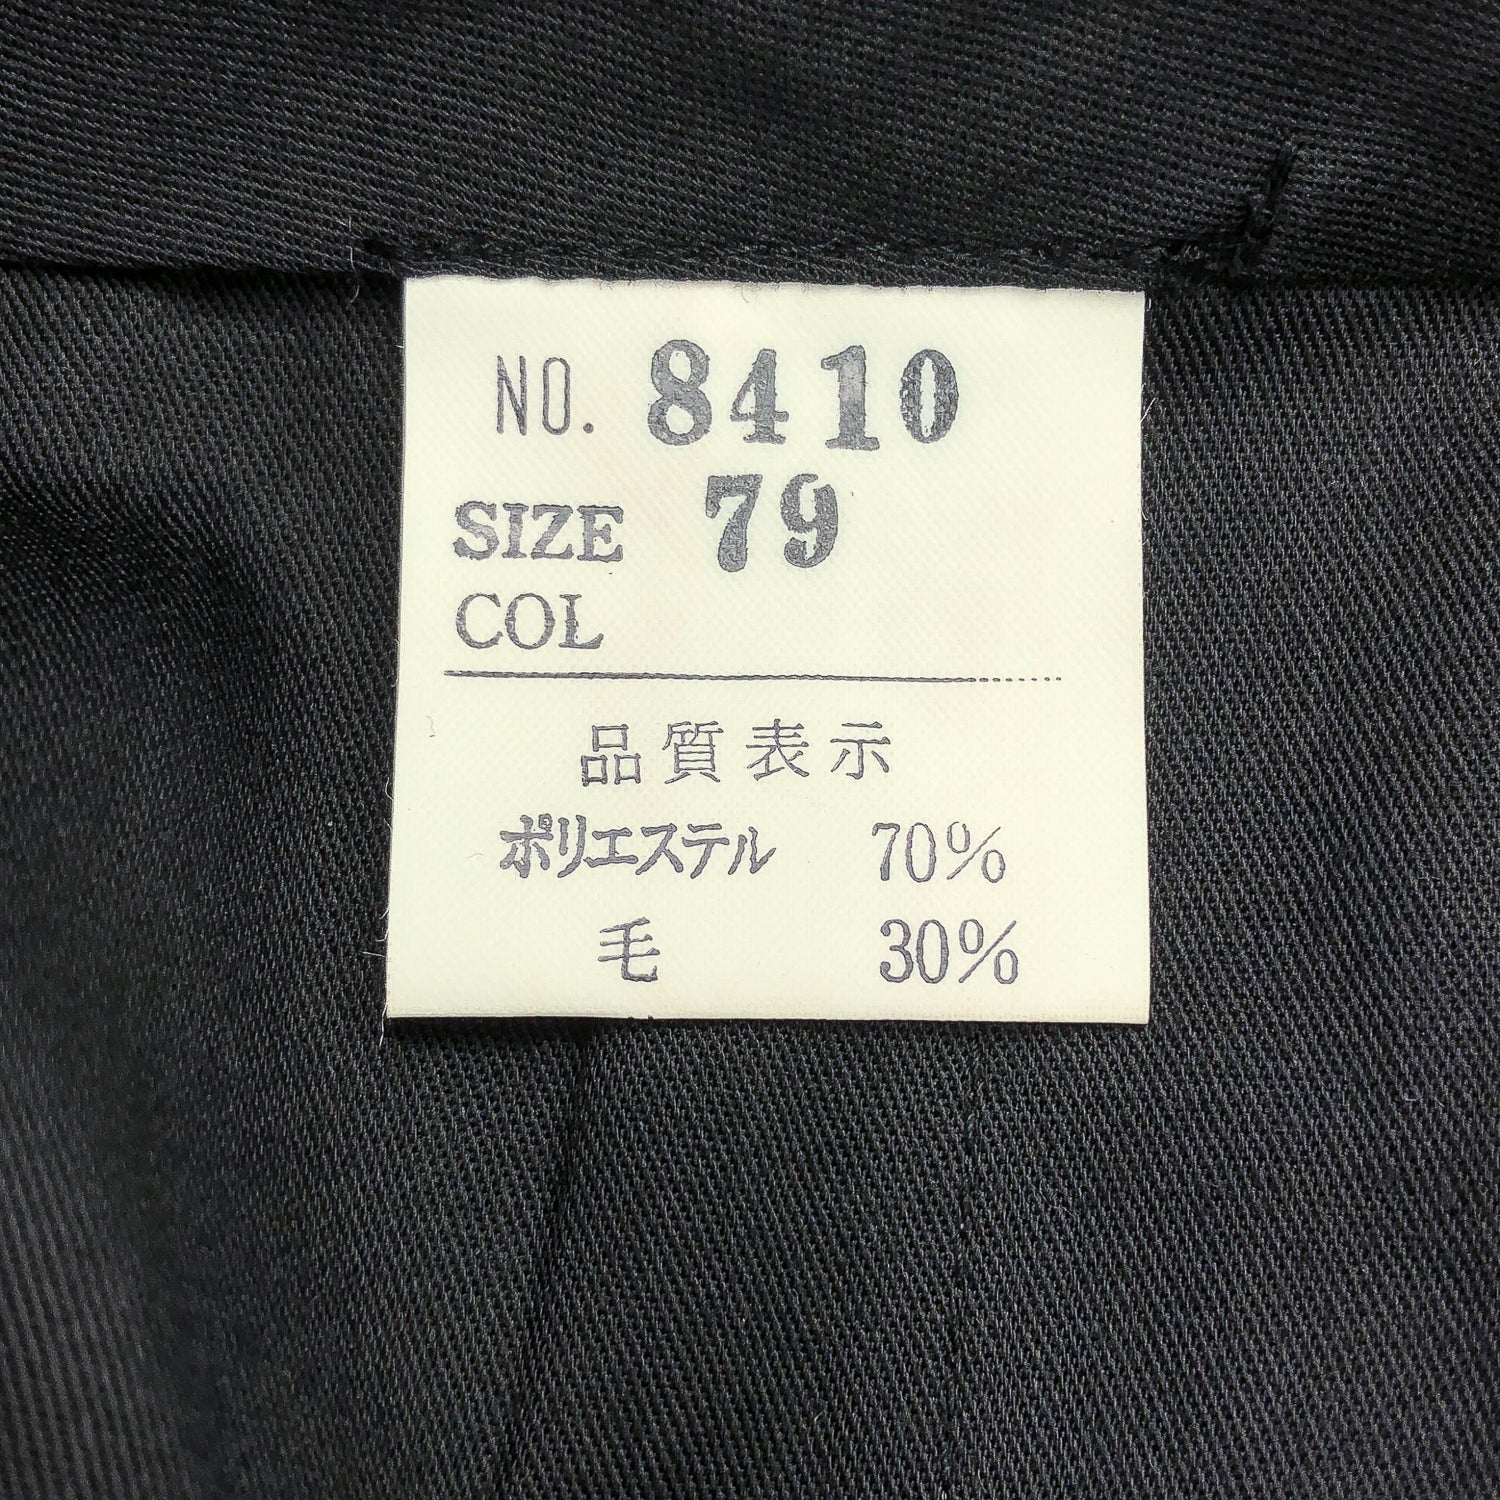 NO. 8410
SIZE 79
COL
品質表示
ポリエステル 70%
毛 30%